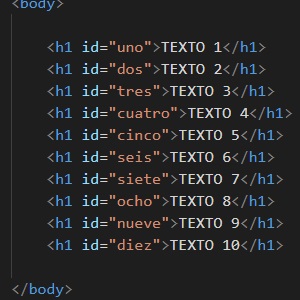 <body>
<h1 id="uno">TEXTO 1</h1>
<h1 id="dos">TEXTO 2</h1>
<h1 id="tres">TEXTO 3</h1>
<h1 id="cuatro">TEXTO 4</h1>
<h1 id="cinco">TEXTO 5</h1>
<h1 id="seis">TEXTO 6</h1>
<h1 id="siete">TEXTO 7</h1>
<h1 id="ocho">TEXTO 8</h1>
<h1 id="nueve">TEXTO 9</h1>
<h1 id="diez">TEXTO 10</h1>
</body>